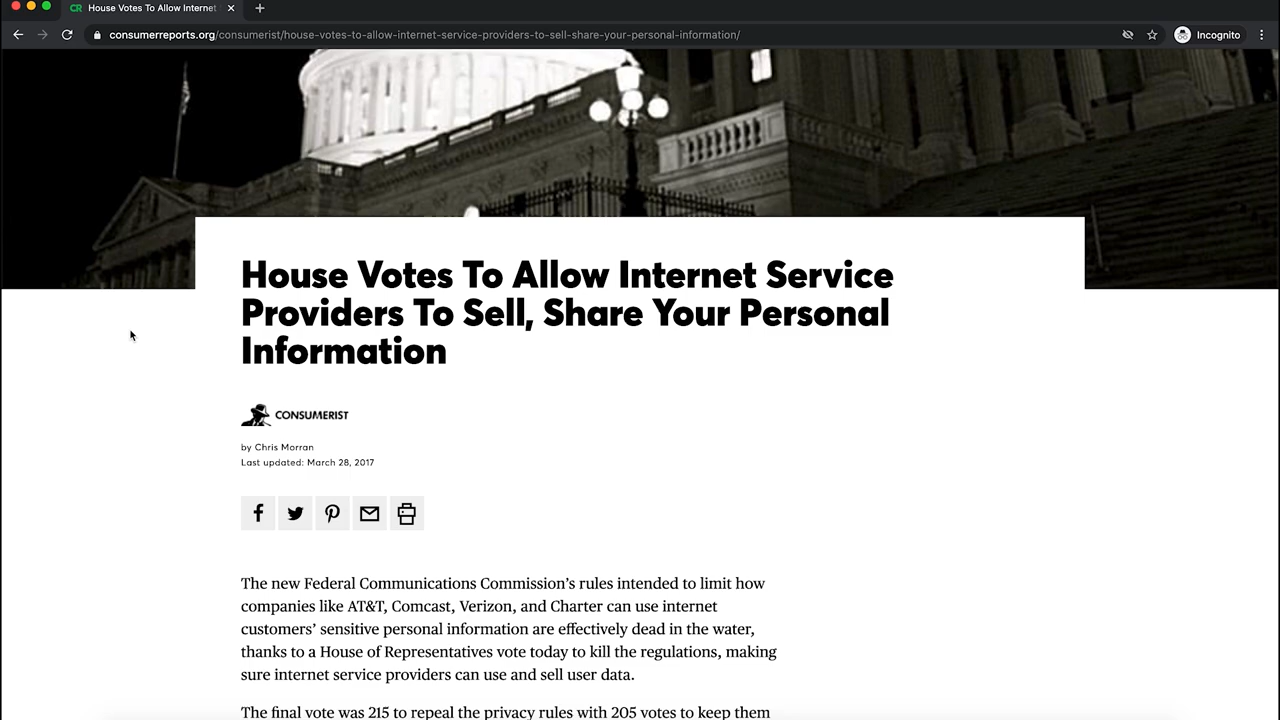 House Votes To Allow Internet
consumerreports.org/consumerist/house-votes-to-allow-internet-service-providers-to-sell-share-your-personal-information/
Incognito
House Votes To Allow Internet Service
Providers To Sell, Share Your Personal
Information
CONSUMERIST
by Chris Morran
Last updated: March 28, 2017
The new Federal Communications Commission's rules intended to limit how
companies like AT&T, Comcast, Verizon, and Charter can use internet
customers' sensitive personal information are effectively dead in the water,
thanks to a House of Representatives vote today to kill the regulations, making
sure internet service providers can use and sell user data.
The final vote was 215 to repeal the privacy rules with 205 votes to keep them